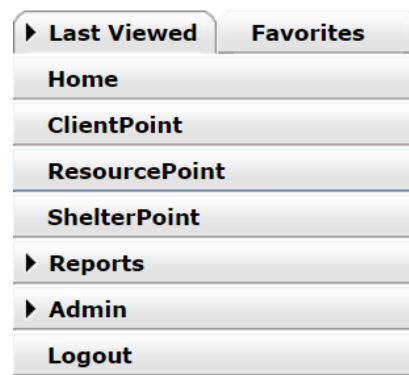 Last Viewed Favorites
Home
ClientPoint
ResourcePoint
ShelterPoint
Reports
Admin
Logout